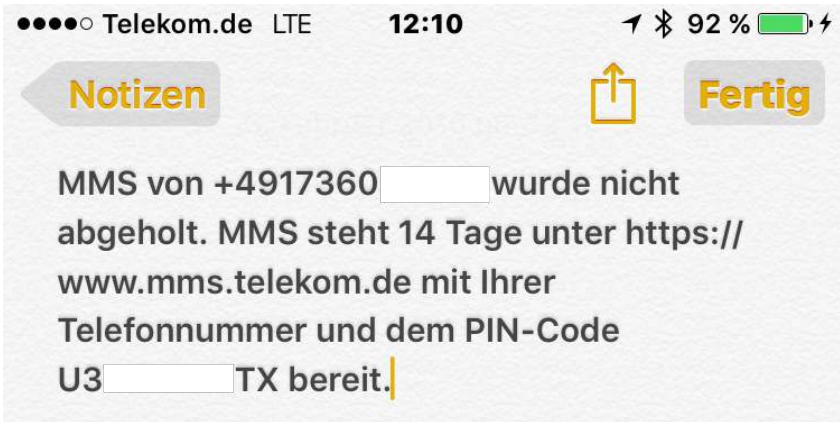 Telekom.de LTE 12:10 92 %
Notizen Fertig
MMS von +4917360 wurde nicht
abgeholt. MMS steht 14 Tage unter https://
www.mms.telekom.de mit Ihrer
Telefonnummer und dem PIN-Code
U3 TX bereit.